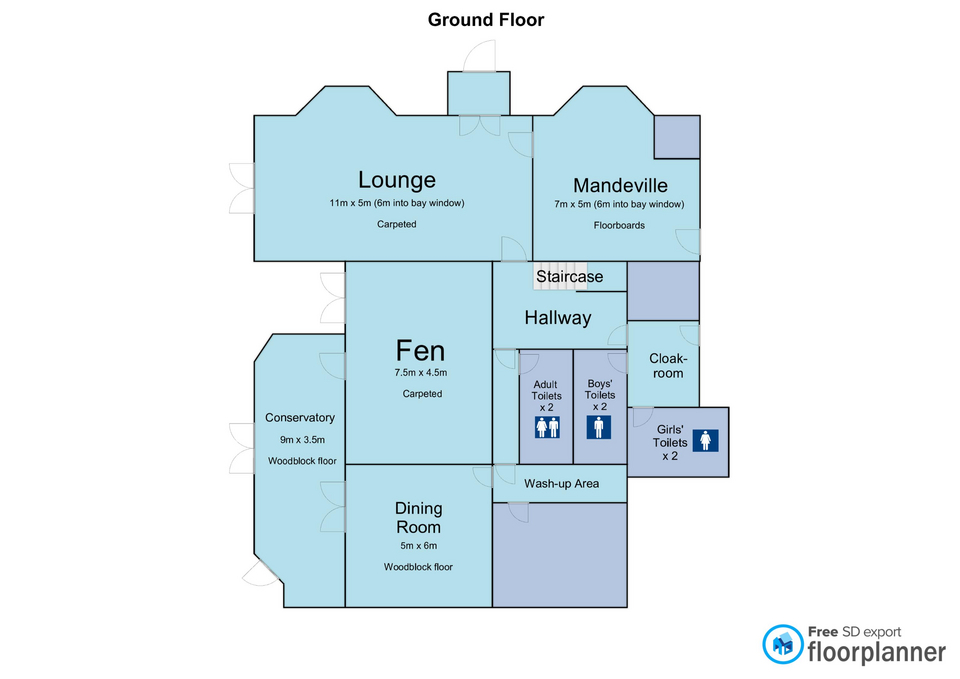 Ground Floor
Lounge
11m x 5m (6m into bay window)
Carpeted
Mandeville
7m x 5m (6m into bay window)
Floorboards
Staircase
Hallway
Fen
7.5m x 4.5m
Carpeted
Cloak-
room
Adult
Toilets
x 2
Boys'
Toilets
x 2
Girls'
Toilets
x 2
Conservatory
9m x 3.5m
Woodblock floor
Wash-up Area
Dining
Room
5m x 6m
Woodblock floor
Free SD export
floorplanner